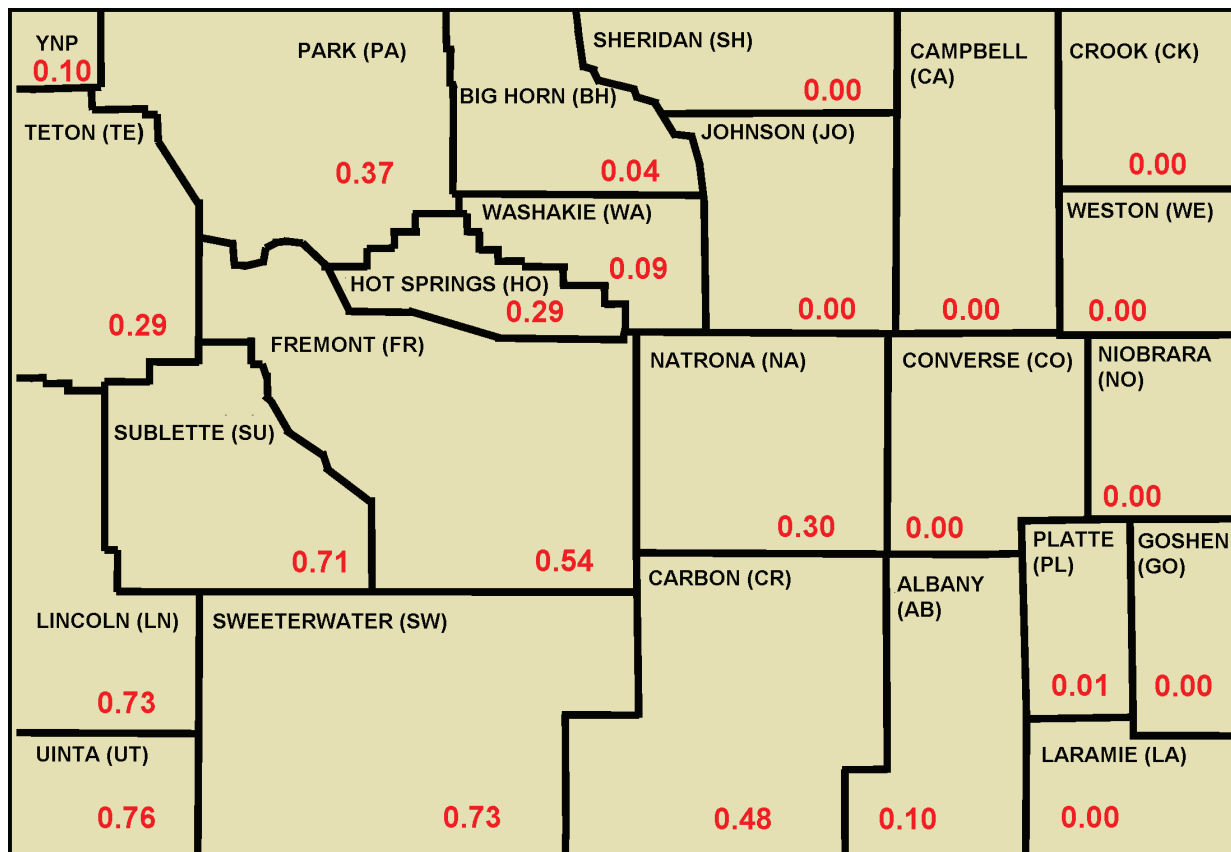 YNP
0.10
PARK (PA)
0.37
BIG HORN (BH)
0.04
SHERIDAN (SH)
0.00
CAMPBELL
(CA)
0.00
CROOK (CK)
0.00
TETON (TE)
0.29
JOHNSON (JO)
0.00
WASHAKIE (WA)
0.09
WESTON (WE)
0.00
HOT SPRINGS (HO)
0.29
FREMONT (FR)
0.54
NATRONA (NA)
0.30
CONVERSE (CO)
0.00
NIOBRARA
(NO)
0.00
SUBLETTE (SU)
0.71
PLATTE
(PL)
0.01
GOSHEN
(GO)
0.00
LINCOLN (LN)
0.73
SWEETERWATER (SW)
0.73
CARBON (CR)
0.48
ALBANY
(AB)
0.10
UINTA (UT)
0.76
LARAMIE (LA)
0.00